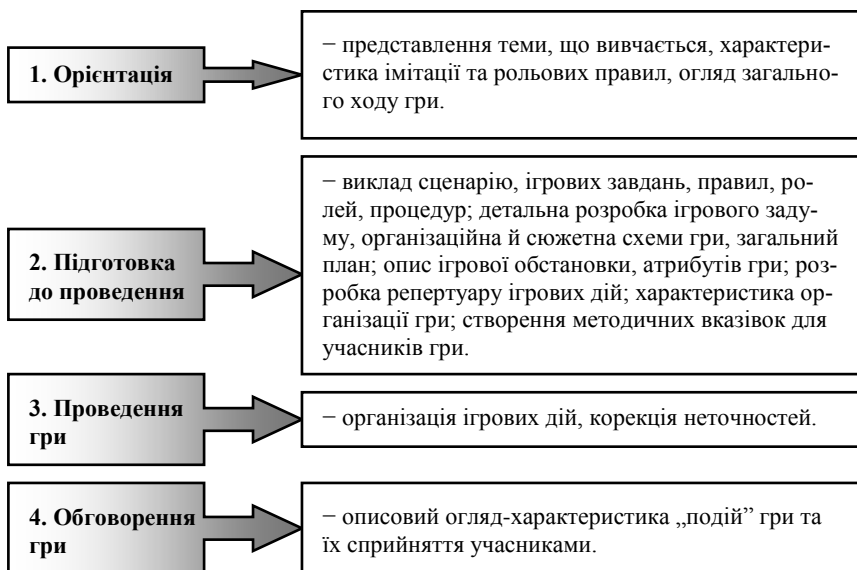 1. Орієнтація
− представлення теми, що вивчається, характери-
стика імітації та рольових правил, огляд загально-
го ходу гри.
2. Підготовка
до проведення
− виклад сценарію, ігрових завдань, правил, ро-
лей, процедур; детальна розробка ігрового заду-
му, організаційна й сюжетна схеми гри, загальний
план; опис ігрової обстановки, атрибутів гри; роз-
робка репертуару ігрових дій; характеристика ор-
ганізації гри; створення методичних вказівок для
учасників гри.
3. Проведення
гри
− організація ігрових дій, корекція неточностей.
4. Обговорення
гри
− описовий огляд-характеристика „подій” гри та
їх сприйняття учасниками.